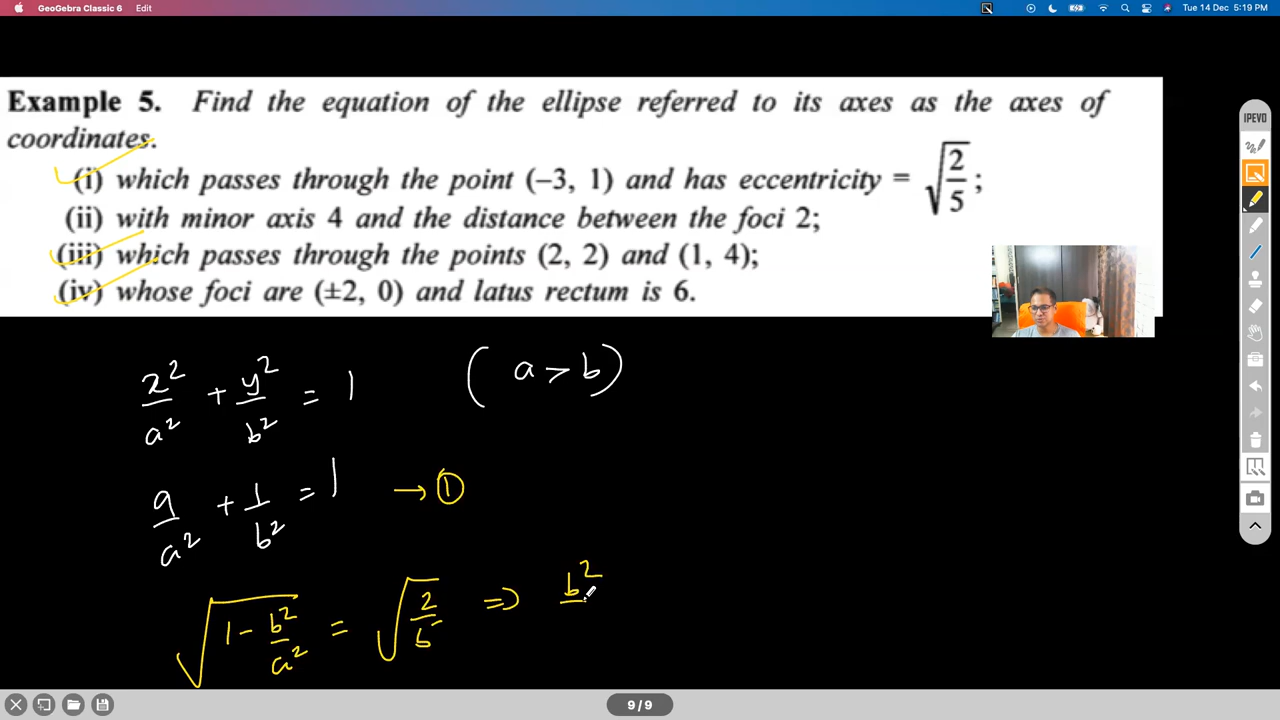 GeoGebra Classic 6 Edit Tue 14 Dec 5:19 PM
Example 5. Find the equation of the ellipse referred to its axes as the axes of
coordinates.
(i) which passes through the point (–3, 1) and has eccentricity = √(2/5);
(ii) with minor axis 4 and the distance between the foci 2;
(iii) which passes through the points (2, 2) and (1, 4);
(iv) whose foci are (±2, 0) and latus rectum is 6.
IPEVO
x²/a² + y²/b² = 1 (a > b)
9/a² + 1/b² = 1 → ①
√(1 - b²/a²) = √(2/5) ⇒ b²
9/9